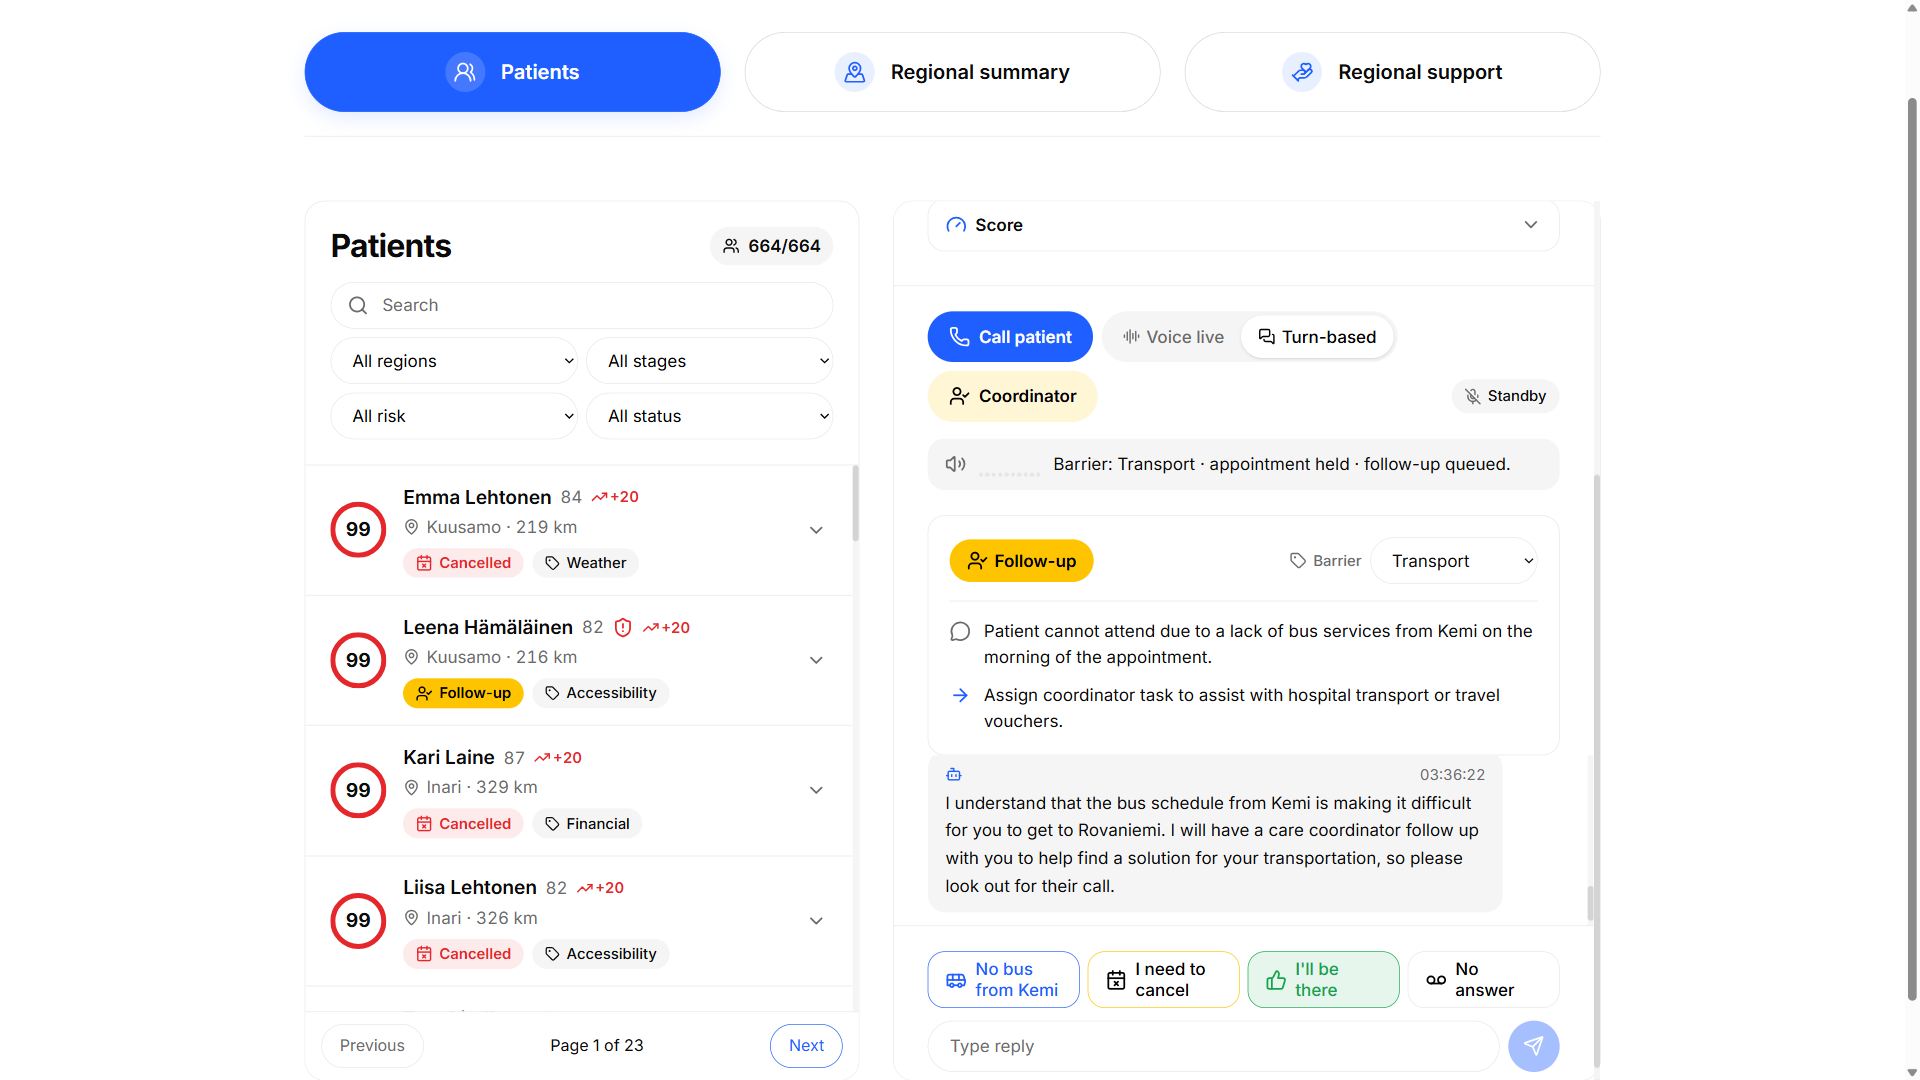 Patients
Regional summary
Regional support
Patients
664/664
Search
All regions
All stages
All risk
All status
99
Emma Lehtonen 84 +20
Kuusamo · 219 km
Cancelled
Weather
99
Leena Hämäläinen 82 +20
Kuusamo · 216 km
Follow-up
Accessibility
99
Kari Laine 87 +20
Inari · 329 km
Cancelled
Financial
99
Liisa Lehtonen 82 +20
Inari · 326 km
Cancelled
Accessibility
Previous
Page 1 of 23
Next
Score
Call patient
Voice live
Turn-based
Coordinator
Standby
Barrier: Transport · appointment held · follow-up queued.
Follow-up
Barrier
Transport
Patient cannot attend due to a lack of bus services from Kemi on the
morning of the appointment.
Assign coordinator task to assist with hospital transport or travel
vouchers.
03:36:22
I understand that the bus schedule from Kemi is making it difficult
for you to get to Rovaniemi. I will have a care coordinator follow up
with you to help find a solution for your transportation, so please
look out for their call.
No bus
from Kemi
I need to
cancel
I'll be
there
No
answer
Type reply